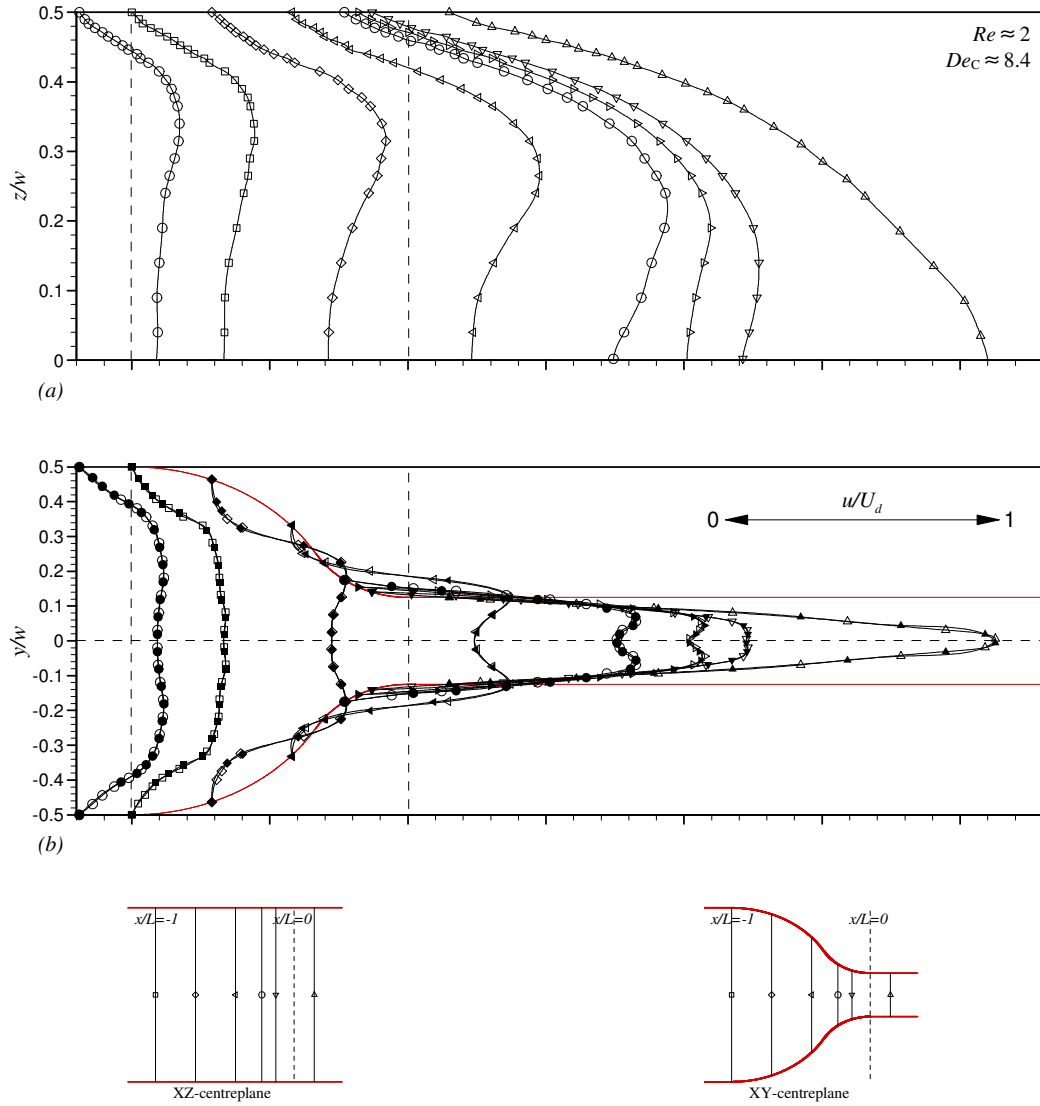 0.5
0.4
0.3
0.2
0.1
0
z/w
Re ≈ 2
De_C ≈ 8.4
(a)
0.5
0.4
0.3
0.2
0.1
0
-0.1
-0.2
-0.3
-0.4
-0.5
y/w
u/U_d
0 1
(b)
x/L=-1 x/L=0
XZ-centreplane
x/L=-1 x/L=0
XY-centreplane